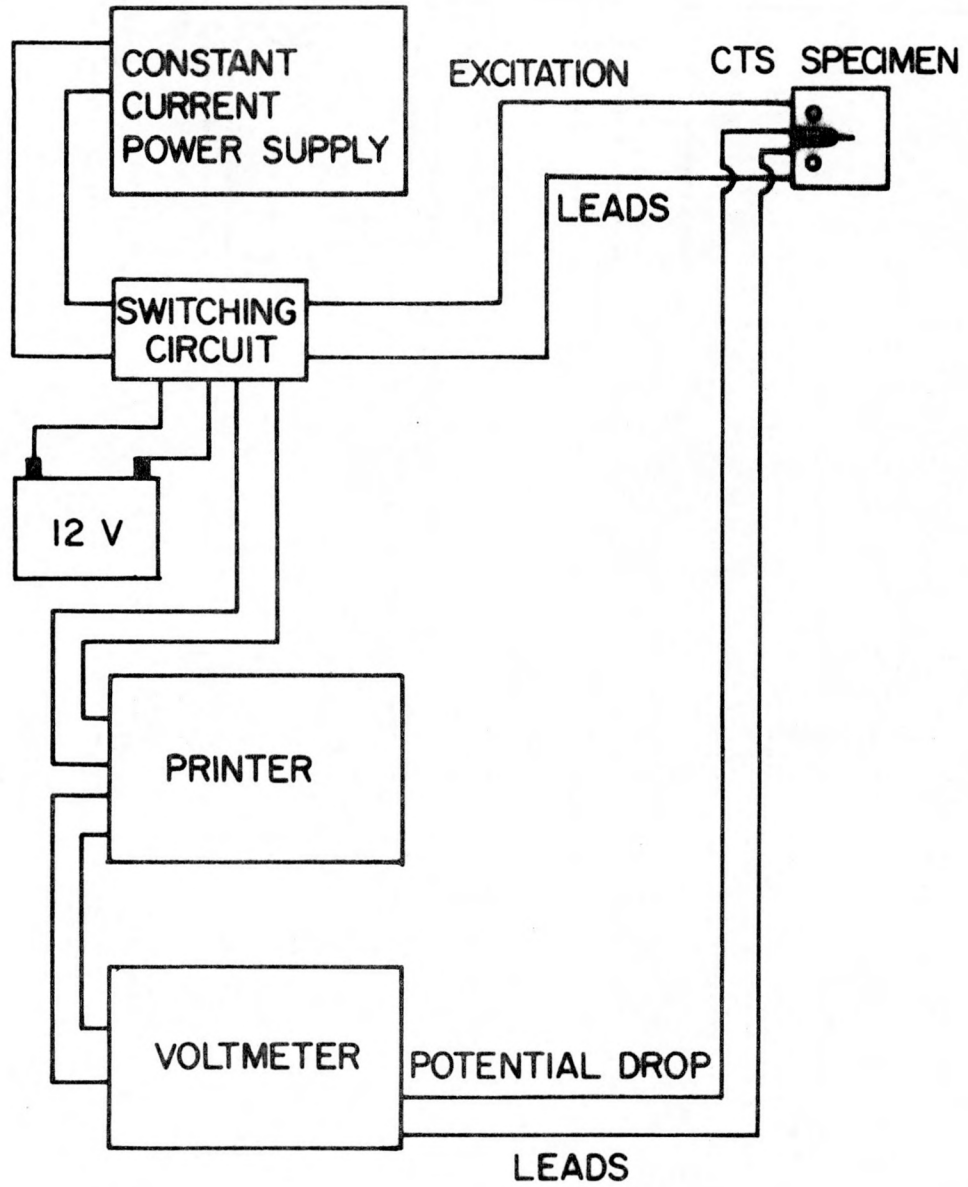 CONSTANT
CURRENT
POWER SUPPLY
EXCITATION
CTS SPECIMEN
LEADS
SWITCHING
CIRCUIT
12 V
PRINTER
VOLTMETER
POTENTIAL DROP
LEADS